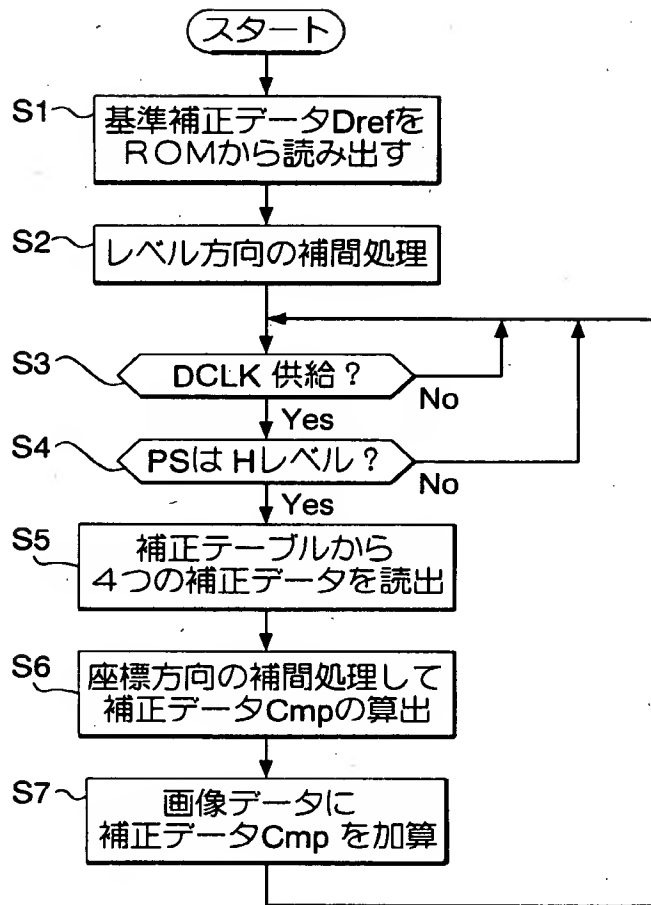 スタート
S1
基準補正データDrefを
ROMから読み出す
S2
レベル方向の補間処理
S3
DCLK 供給？
No
Yes
S4
PSは Hレベル？
No
Yes
S5
補正テーブルから
４つの補正データを読出
S6
座標方向の補間処理して
補正データCmpの算出
S7
画像データに
補正データCmp を加算